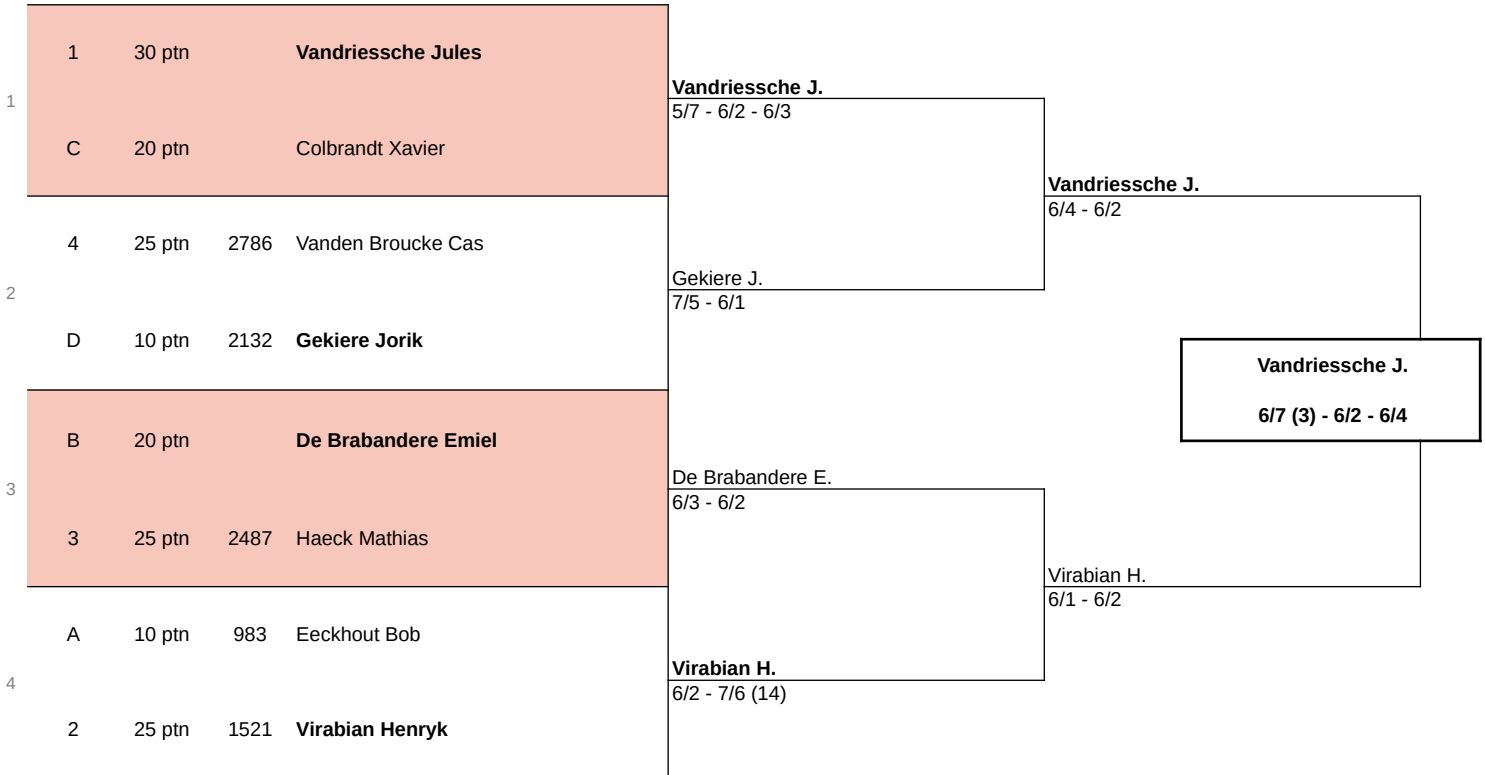 1 30 ptn Vandriessche Jules
Vandriessche J.
1
5/7 - 6/2 - 6/3
C 20 ptn Colbrandt Xavier
Vandriessche J.
6/4 - 6/2
4 25 ptn 2786 Vanden Broucke Cas
Gekiere J.
2
7/5 - 6/1
D 10 ptn 2132 Gekiere Jorik
Vandriessche J.
6/7 (3) - 6/2 - 6/4
B 20 ptn De Brabandere Emiel
De Brabandere E.
3
6/3 - 6/2
3 25 ptn 2487 Haeck Mathias
Virabian H.
6/1 - 6/2
A 10 ptn 983 Eeckhout Bob
Virabian H.
4
6/2 - 7/6 (14)
2 25 ptn 1521 Virabian Henryk